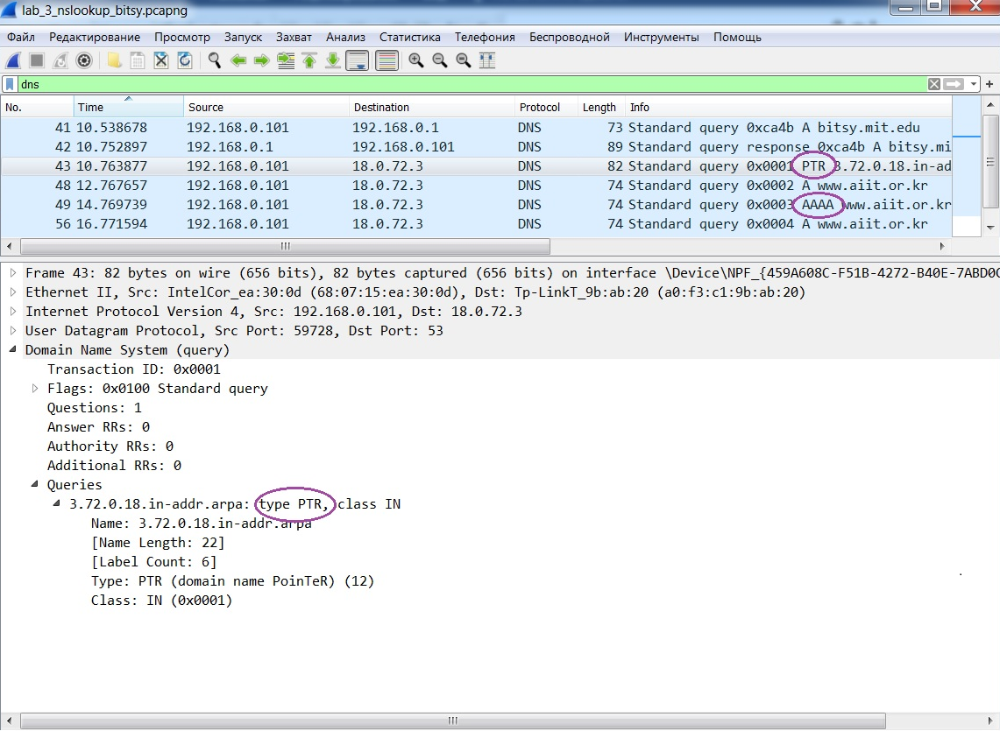 lab_3_nslookup_bitsy.pcapng
Файл Редактирование Просмотр Запуск Захват Анализ Статистика Телефония Беспроводной Инструменты Помощь
dns
No. Time Source Destination Protocol Length Info
41 10.538678 192.168.0.101 192.168.0.1 DNS 73 Standard query 0xca4b A bitsy.mit.edu
42 10.752897 192.168.0.1 192.168.0.101 DNS 89 Standard query response 0xca4b A bitsy.mi
43 10.763877 192.168.0.101 18.0.72.3 DNS 82 Standard query 0x0001 PTR 3.72.0.18.in-ad
48 12.767657 192.168.0.101 18.0.72.3 DNS 74 Standard query 0x0002 A www.aiit.or.kr
49 14.769739 192.168.0.101 18.0.72.3 DNS 74 Standard query 0x0003 AAAA www.aiit.or.kr
56 16.771594 192.168.0.101 18.0.72.3 DNS 74 Standard query 0x0004 A www.aiit.or.kr
Frame 43: 82 bytes on wire (656 bits), 82 bytes captured (656 bits) on interface \Device\NPF_{459A608C-F51B-4272-B40E-7ABD0C
Ethernet II, Src: IntelCor_ea:30:0d (68:07:15:ea:30:0d), Dst: Tp-LinkT_9b:ab:20 (a0:f3:c1:9b:ab:20)
Internet Protocol Version 4, Src: 192.168.0.101, Dst: 18.0.72.3
User Datagram Protocol, Src Port: 59728, Dst Port: 53
Domain Name System (query)
Transaction ID: 0x0001
Flags: 0x0100 Standard query
Questions: 1
Answer RRs: 0
Authority RRs: 0
Additional RRs: 0
Queries
3.72.0.18.in-addr.arpa: type PTR, class IN
Name: 3.72.0.18.in-addr.arpa
[Name Length: 22]
[Label Count: 6]
Type: PTR (domain name PoinTeR) (12)
Class: IN (0x0001)